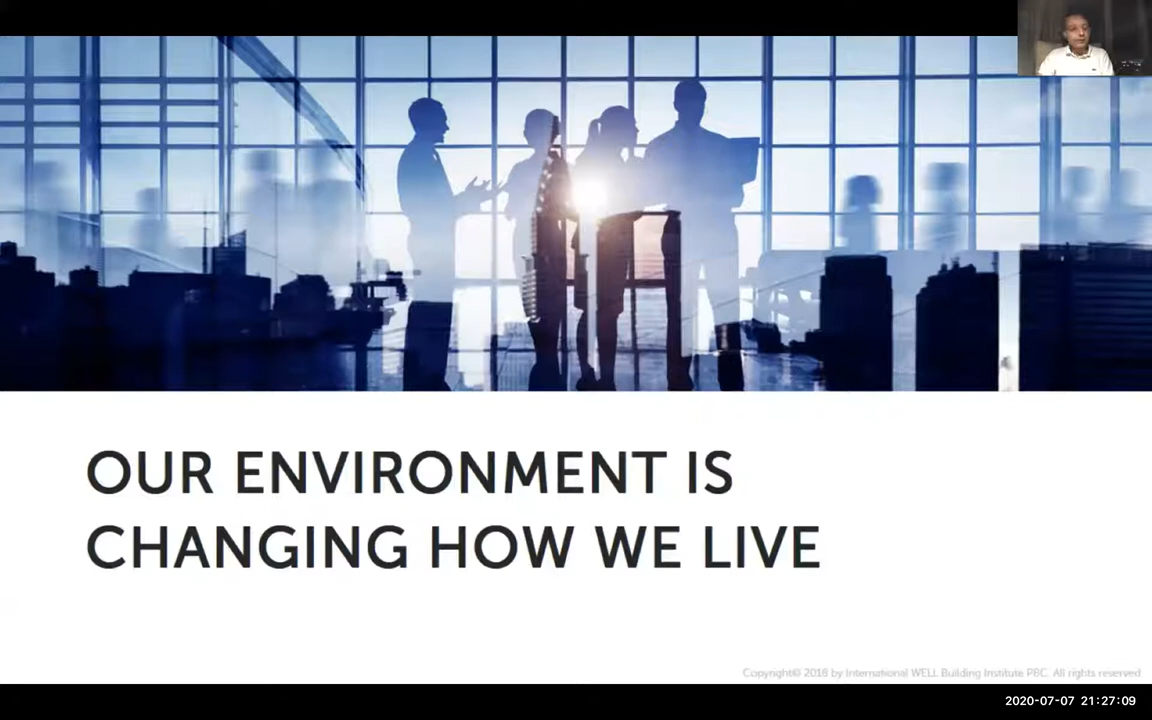 OUR ENVIRONMENT IS
CHANGING HOW WE LIVE
Copyright© 2018 by International WELL Building Institute PBC. All rights reserved
2020-07-07 21:27:09